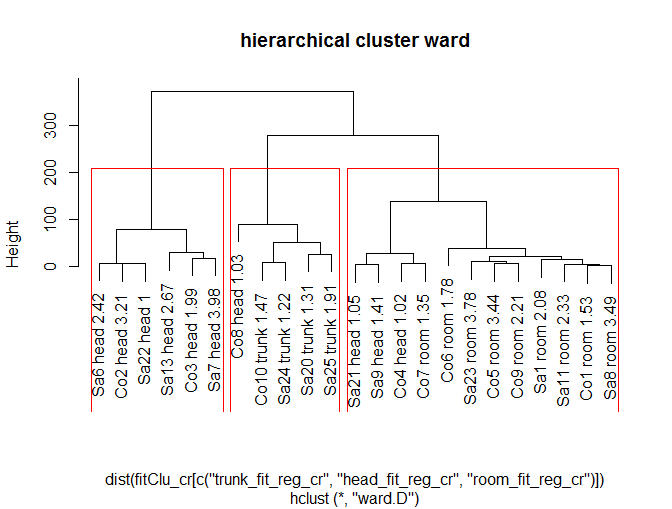 hierarchical cluster ward
Height
0
100
200
300
Sa6 head 2.42
Co2 head 3.21
Sa22 head 1
Sa13 head 2.67
Co3 head 1.99
Sa7 head 3.98
Co8 head 1.03
Co10 trunk 1.47
Sa24 trunk 1.22
Sa20 trunk 1.31
Sa25 trunk 1.91
Sa21 head 1.05
Sa9 head 1.41
Co4 head 1.02
Co7 room 1.35
Co6 room 1.78
Sa23 room 3.78
Co5 room 3.44
Co9 room 2.21
Sa1 room 2.08
Sa11 room 2.33
Co1 room 1.53
Sa8 room 3.49
dist(fitClu_cr[c("trunk_fit_reg_cr", "head_fit_reg_cr", "room_fit_reg_cr")])
hclust (*, "ward.D")